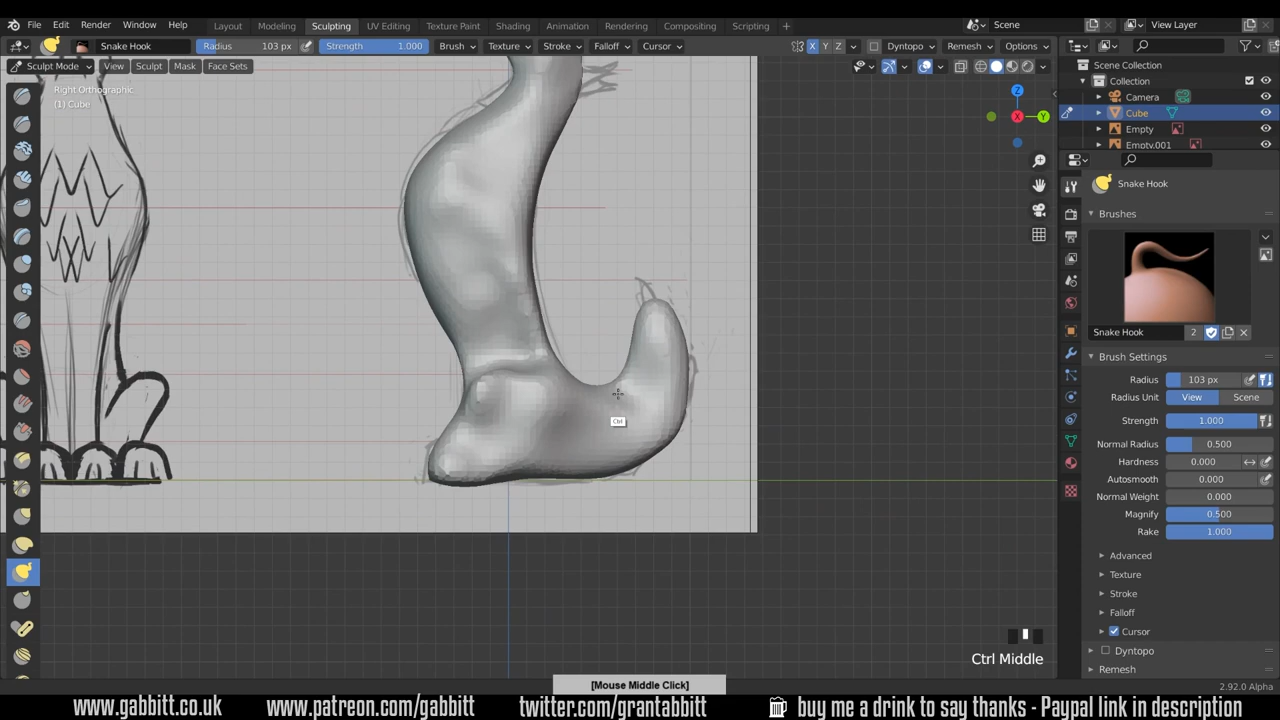 File Edit Render Window Help Layout Modeling Sculpting UV Editing Texture Paint Shading Animation Rendering Compositing Scripting + Scene View Layer
Snake Hook Radius 103 px Strength 1.000 Brush Texture Stroke Falloff Cursor X Y Z Dyntopo Remesh Options
Sculpt Mode View Sculpt Mask Face Sets
Right Orthographic
(1) Cube
Z
X
Y
Scene Collection
Collection
Camera
Cube
Empty
Empty.001
Snake Hook
Brushes
Snake Hook 2
Brush Settings
Radius 103 px
Radius Unit View Scene
Strength 1.000
Normal Radius 0.500
Hardness 0.000
Autosmooth 0.000
Normal Weight 0.000
Magnify 0.500
Rake 1.000
Advanced
Texture
Stroke
Falloff
Cursor
Dyntopo
Remesh
Ctrl
Ctrl Middle
[Mouse Middle Click]
2.92.0 Alpha
www.gabbitt.co.uk www.patreon.com/gabbitt twitter.com/grantabbitt buy me a drink to say thanks - Paypal link in description